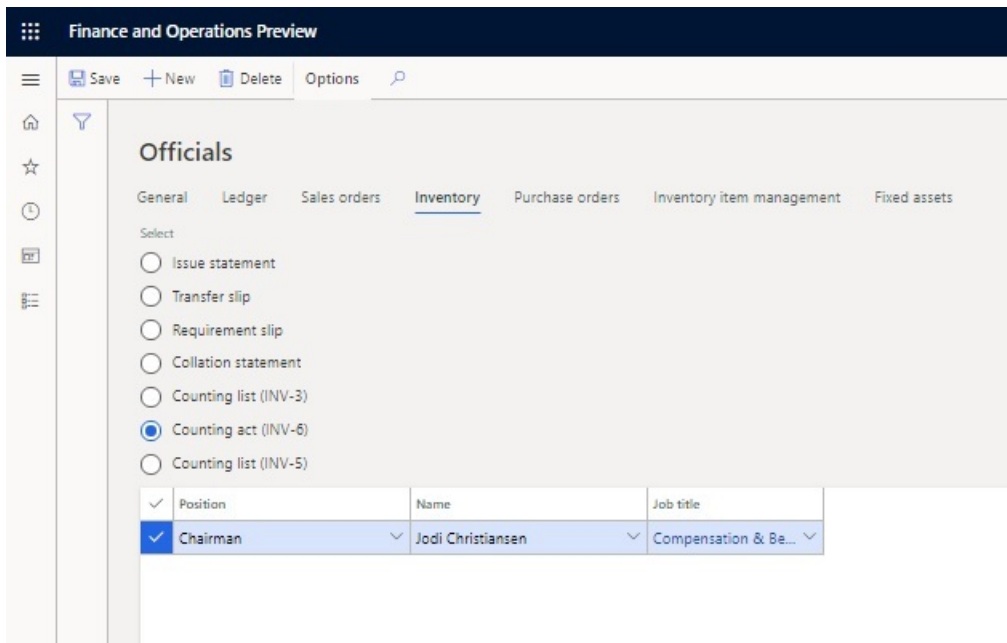 Finance and Operations Preview
Save New Delete Options
Officials
General Ledger Sales orders Inventory Purchase orders Inventory item management Fixed assets
Select
Issue statement
Transfer slip
Requirement slip
Collation statement
Counting list (INV-3)
Counting act (INV-6)
Counting list (INV-5)
Position Name Job title
Chairman Jodi Christiansen Compensation & Be...